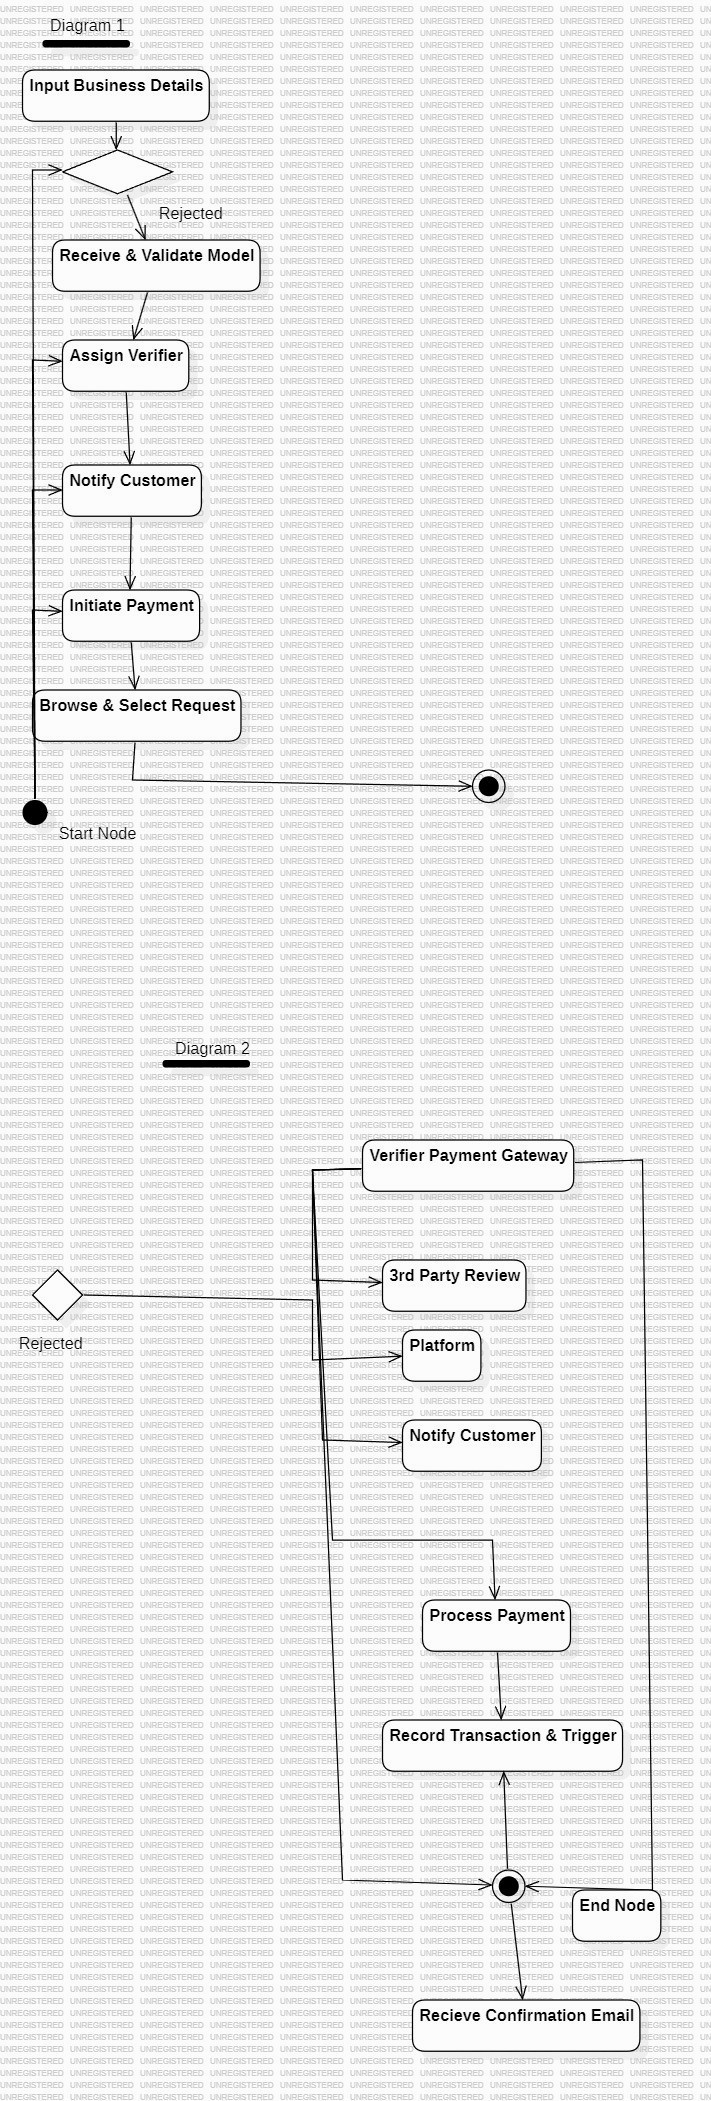 Diagram 1
Input Business Details
Rejected
Receive & Validate Model
Assign Verifier
Notify Customer
Initiate Payment
Browse & Select Request
Start Node
Diagram 2
Verifier Payment Gateway
3rd Party Review
Rejected
Platform
Notify Customer
Process Payment
Record Transaction & Trigger
End Node
Recieve Confirmation Email
UNREGISTERED